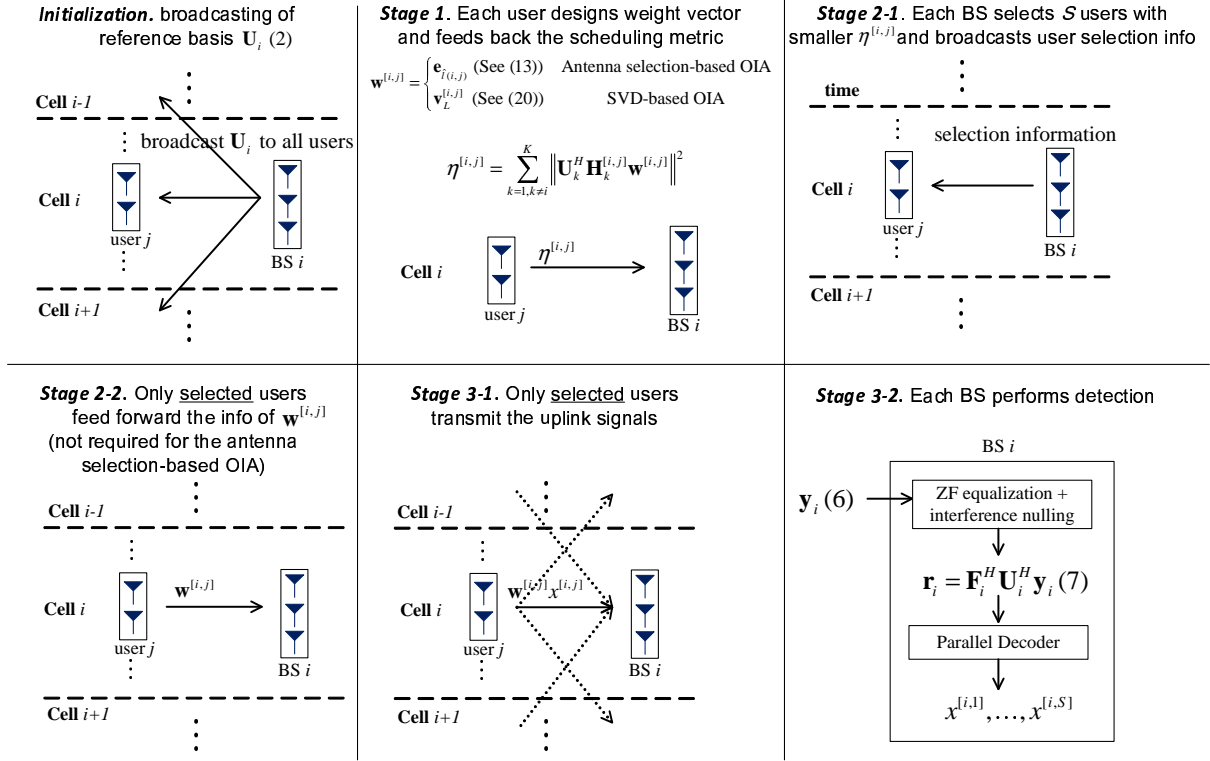 Initialization. broadcasting of
reference basis U_i (2)
Cell i-1
broadcast U_i to all users
Cell i
user j
BS i
Cell i+1
Stage 1. Each user designs weight vector
and feeds back the scheduling metric
w^{[i,j]} = { e_{\hat{l}(i,j)} (See (13)) Antenna selection-based OIA
v_L^{[i,j]} (See (20)) SVD-based OIA
η^{[i,j]} = \sum_{k=1,k≠i}^{K} ‖U_k^H H_k^{[i,j]} w^{[i,j]}‖^2
η^{[i,j]}
Cell i
user j
BS i
Stage 2-1. Each BS selects S users with
smaller η^{[i,j]} and broadcasts user selection info
time
selection information
Cell i
user j
BS i
Cell i+1
Stage 2-2. Only selected users
feed forward the info of w^{[i,j]}
(not required for the antenna
selection-based OIA)
Cell i-1
w^{[i,j]}
Cell i
user j
BS i
Cell i+1
Stage 3-1. Only selected users
transmit the uplink signals
Cell i-1
w^{[i,j]} x^{[i,j]}
Cell i
user j
BS i
Cell i+1
Stage 3-2. Each BS performs detection
BS i
y_i (6)
ZF equalization +
interference nulling
r_i = F_i^H U_i^H y_i (7)
Parallel Decoder
x^{[i,1]},…,x^{[i,S]}